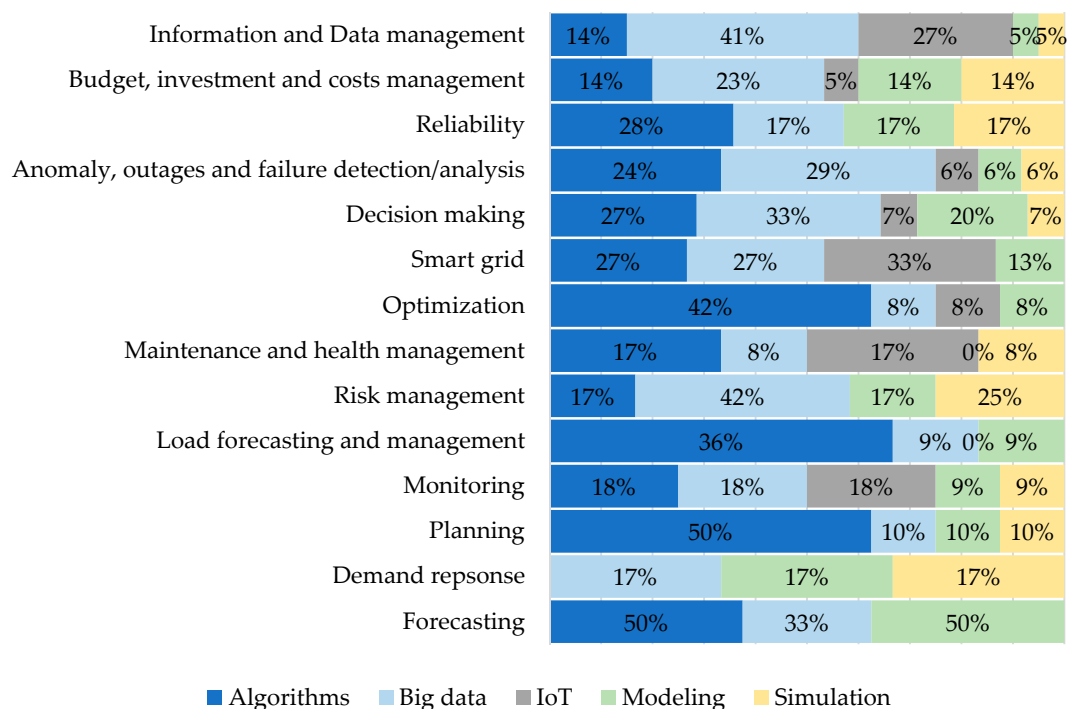 Information and Data management 14% 41% 27% 5% 5%
Budget, investment and costs management 14% 23% 5% 14% 14%
Reliability 28% 17% 17% 17%
Anomaly, outages and failure detection/analysis 24% 29% 6% 6% 6%
Decision making 27% 33% 7% 20% 7%
Smart grid 27% 27% 33% 13%
Optimization 42% 8% 8% 8%
Maintenance and health management 17% 8% 17% 0% 8%
Risk management 17% 42% 17% 25%
Load forecasting and management 36% 9% 0% 9%
Monitoring 18% 18% 18% 9% 9%
Planning 50% 10% 10% 10%
Demand repsonse 17% 17% 17%
Forecasting 50% 33% 50%
Algorithms Big data IoT Modeling Simulation